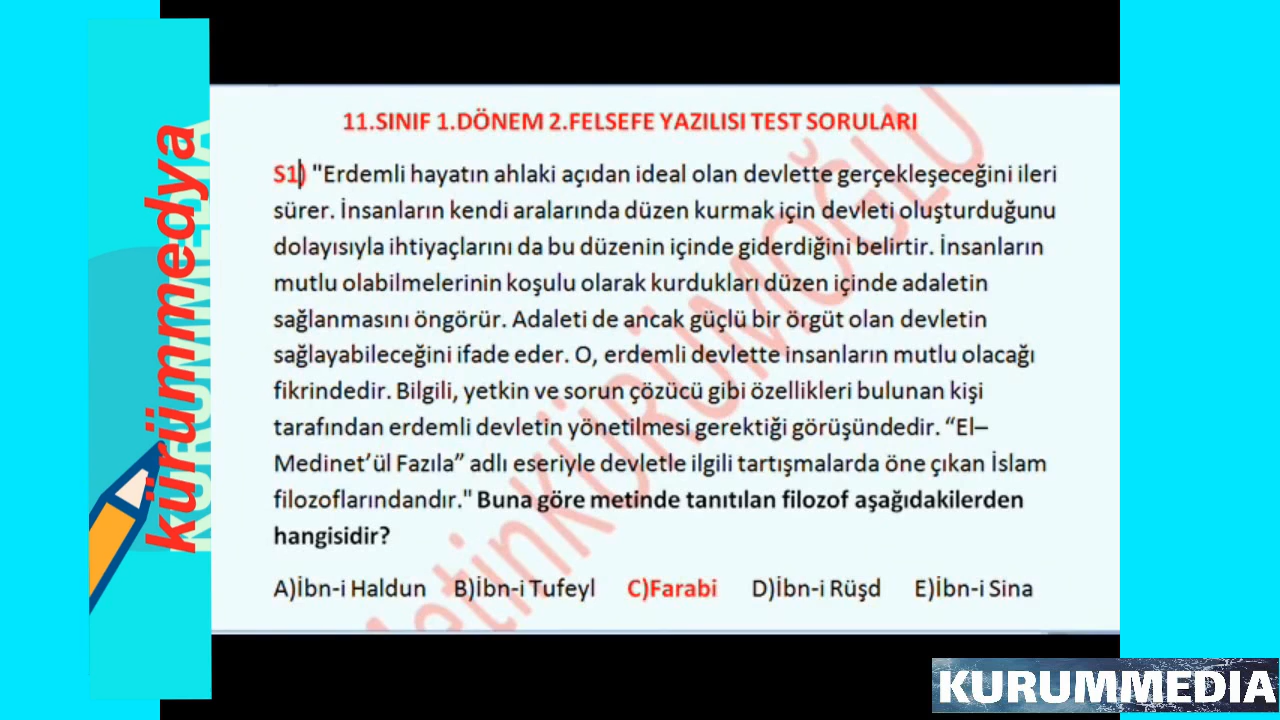 11.SINIF 1.DÖNEM 2.FELSEFE YAZILISI TEST SORULARI
S1) "Erdemli hayatın ahlaki açıdan ideal olan devlette gerçekleşeceğini ileri
sürer. İnsanların kendi aralarında düzen kurmak için devleti oluşturduğunu
dolayısıyla ihtiyaçlarını da bu düzenin içinde giderdiğini belirtir. İnsanların
mutlu olabilmelerinin koşulu olarak kurdukları düzen içinde adaletin
sağlanmasını öngörür. Adaleti de ancak güçlü bir örgüt olan devletin
sağlayabileceğini ifade eder. O, erdemli devlette insanların mutlu olacağı
fikrindedir. Bilgili, yetkin ve sorun çözücü gibi özellikleri bulunan kişi
tarafından erdemli devletin yönetilmesi gerektiği görüşündedir. “El–
Medinet’ül Fazıla” adlı eseriyle devletle ilgili tartışmalarda öne çıkan İslam
filozoflarındandır." Buna göre metinde tanıtılan filozof aşağıdakilerden
hangisidir?
A)İbn-i Haldun B)İbn-i Tufeyl C)Farabi D)İbn-i Rüşd E)İbn-i Sina
kürümmedya
KURUMMEDIA
etinKÜRÜMOĞLU
KURUMMEDIA